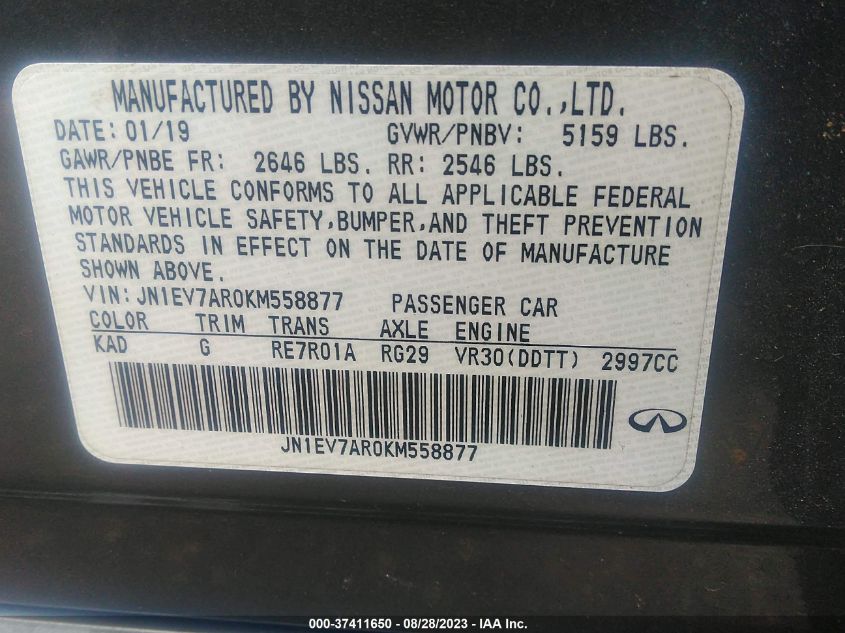 MANUFACTURED BY NISSAN MOTOR CO.,LTD.
DATE: 01/19 GVWR/PNBV: 5159 LBS.
GAWR/PNBE FR: 2646 LBS. RR: 2546 LBS.
THIS VEHICLE CONFORMS TO ALL APPLICABLE FEDERAL
MOTOR VEHICLE SAFETY,BUMPER,AND THEFT PREVENTION
STANDARDS IN EFFECT ON THE DATE OF MANUFACTURE
SHOWN ABOVE.
VIN: JN1EV7AR0KM558877 PASSENGER CAR
COLOR TRIM TRANS AXLE ENGINE
KAD G RE7R01A RG29 VR30(DDTT) 2997CC
JN1EV7AR0KM558877
000-37411650 / 08/28/2023 - IAA Inc.